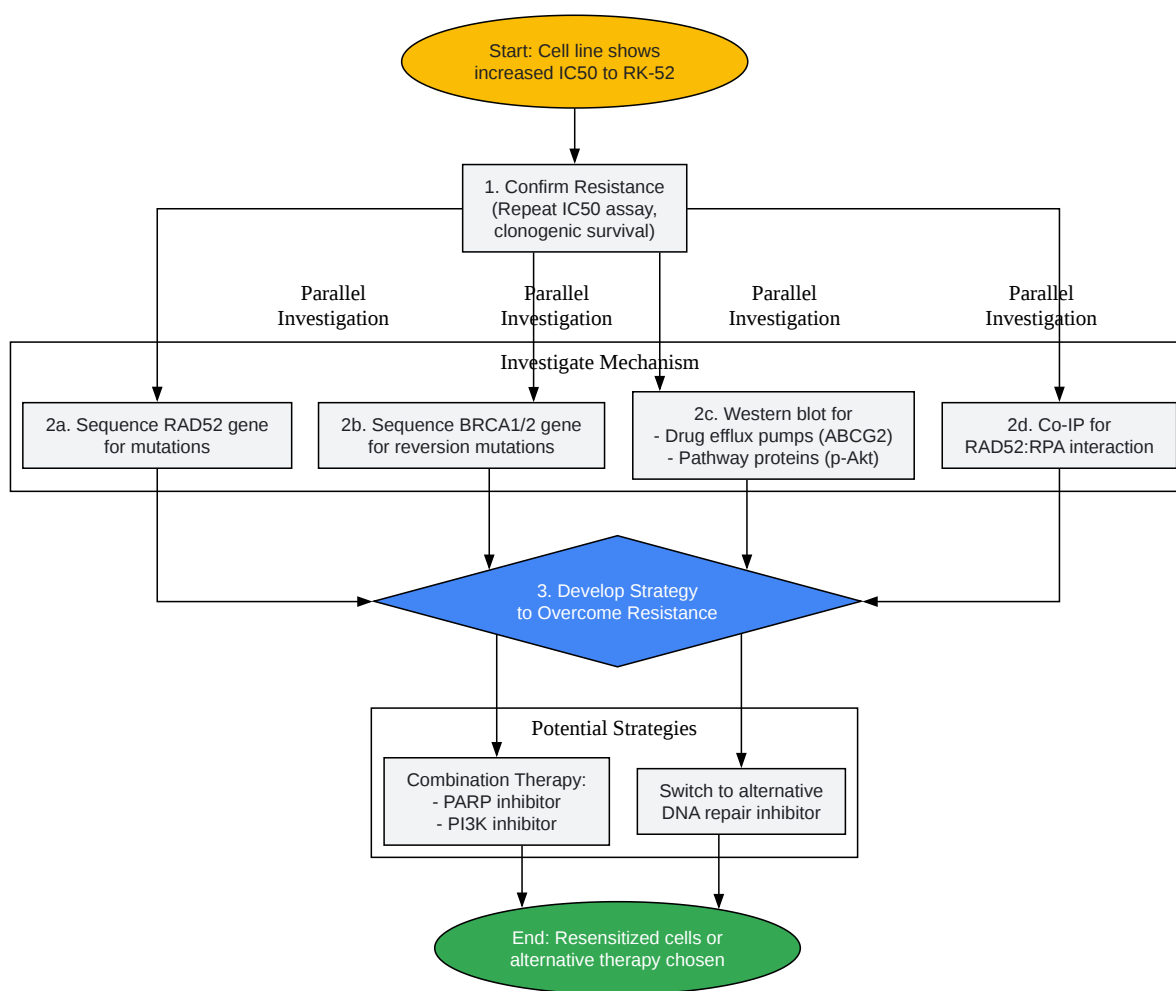 Start: Cell line shows
increased IC50 to RK-52
1. Confirm Resistance
(Repeat IC50 assay,
clonogenic survival)
Parallel
Investigation
Parallel
Investigation
Parallel
Investigation
Parallel
Investigation
Investigate Mechanism
2a. Sequence RAD52 gene
for mutations
2b. Sequence BRCA1/2 gene
for reversion mutations
2c. Western blot for
- Drug efflux pumps (ABCG2)
- Pathway proteins (p-Akt)
2d. Co-IP for
RAD52:RPA interaction
3. Develop Strategy
to Overcome Resistance
Potential Strategies
Combination Therapy:
- PARP inhibitor
- PI3K inhibitor
Switch to alternative
DNA repair inhibitor
End: Resensitized cells or
alternative therapy chosen